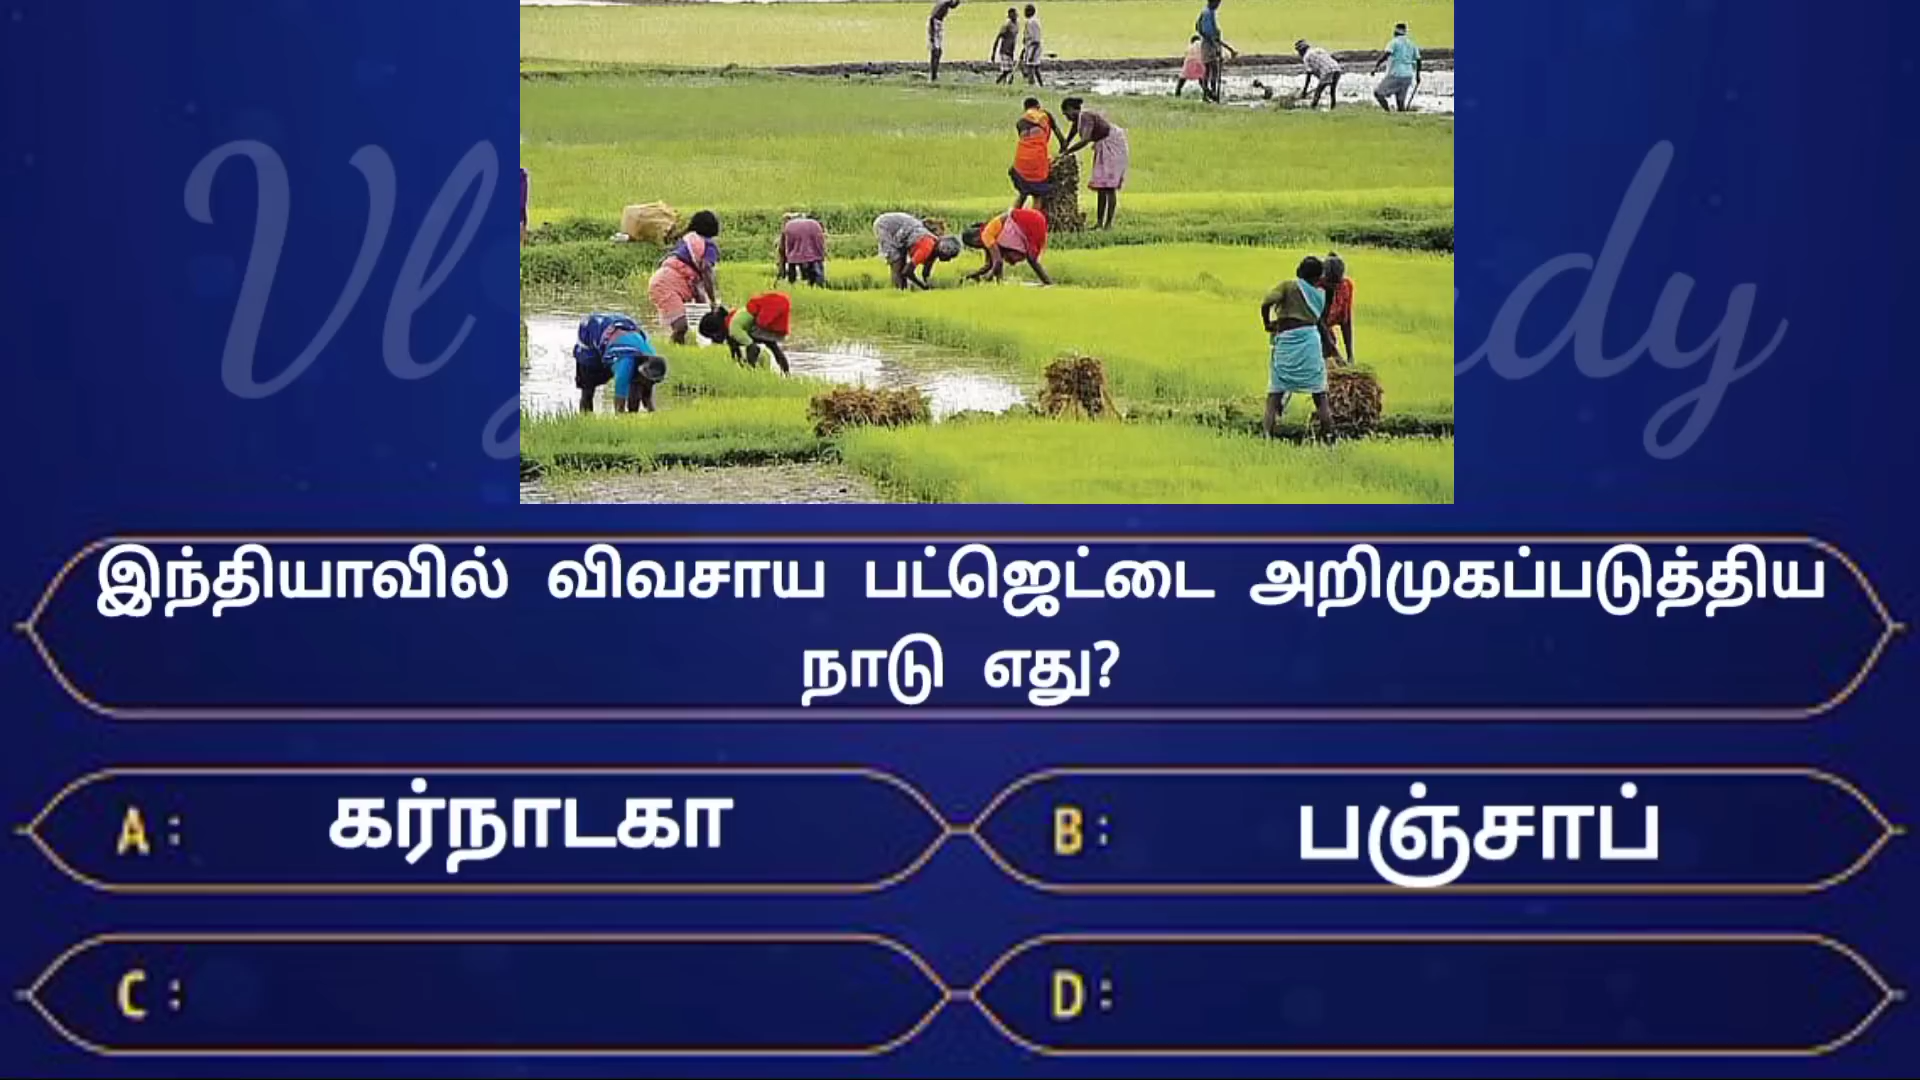 இந்தியாவில் விவசாய பட்ஜெட்டை அறிமுகப்படுத்திய
நாடு எது?
A: கர்நாடகா
B: பஞ்சாப்
C:
D: